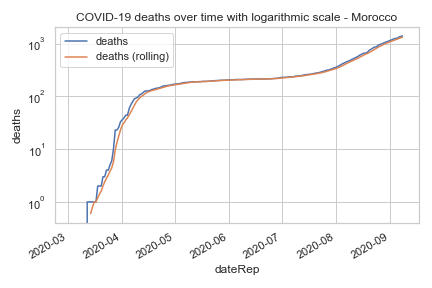 COVID-19 deaths over time with logarithmic scale - Morocco
deaths
deaths (rolling)
10³
10²
10¹
10⁰
deaths
2020-03
2020-04
2020-05
2020-06
2020-07
2020-08
2020-09
dateRep